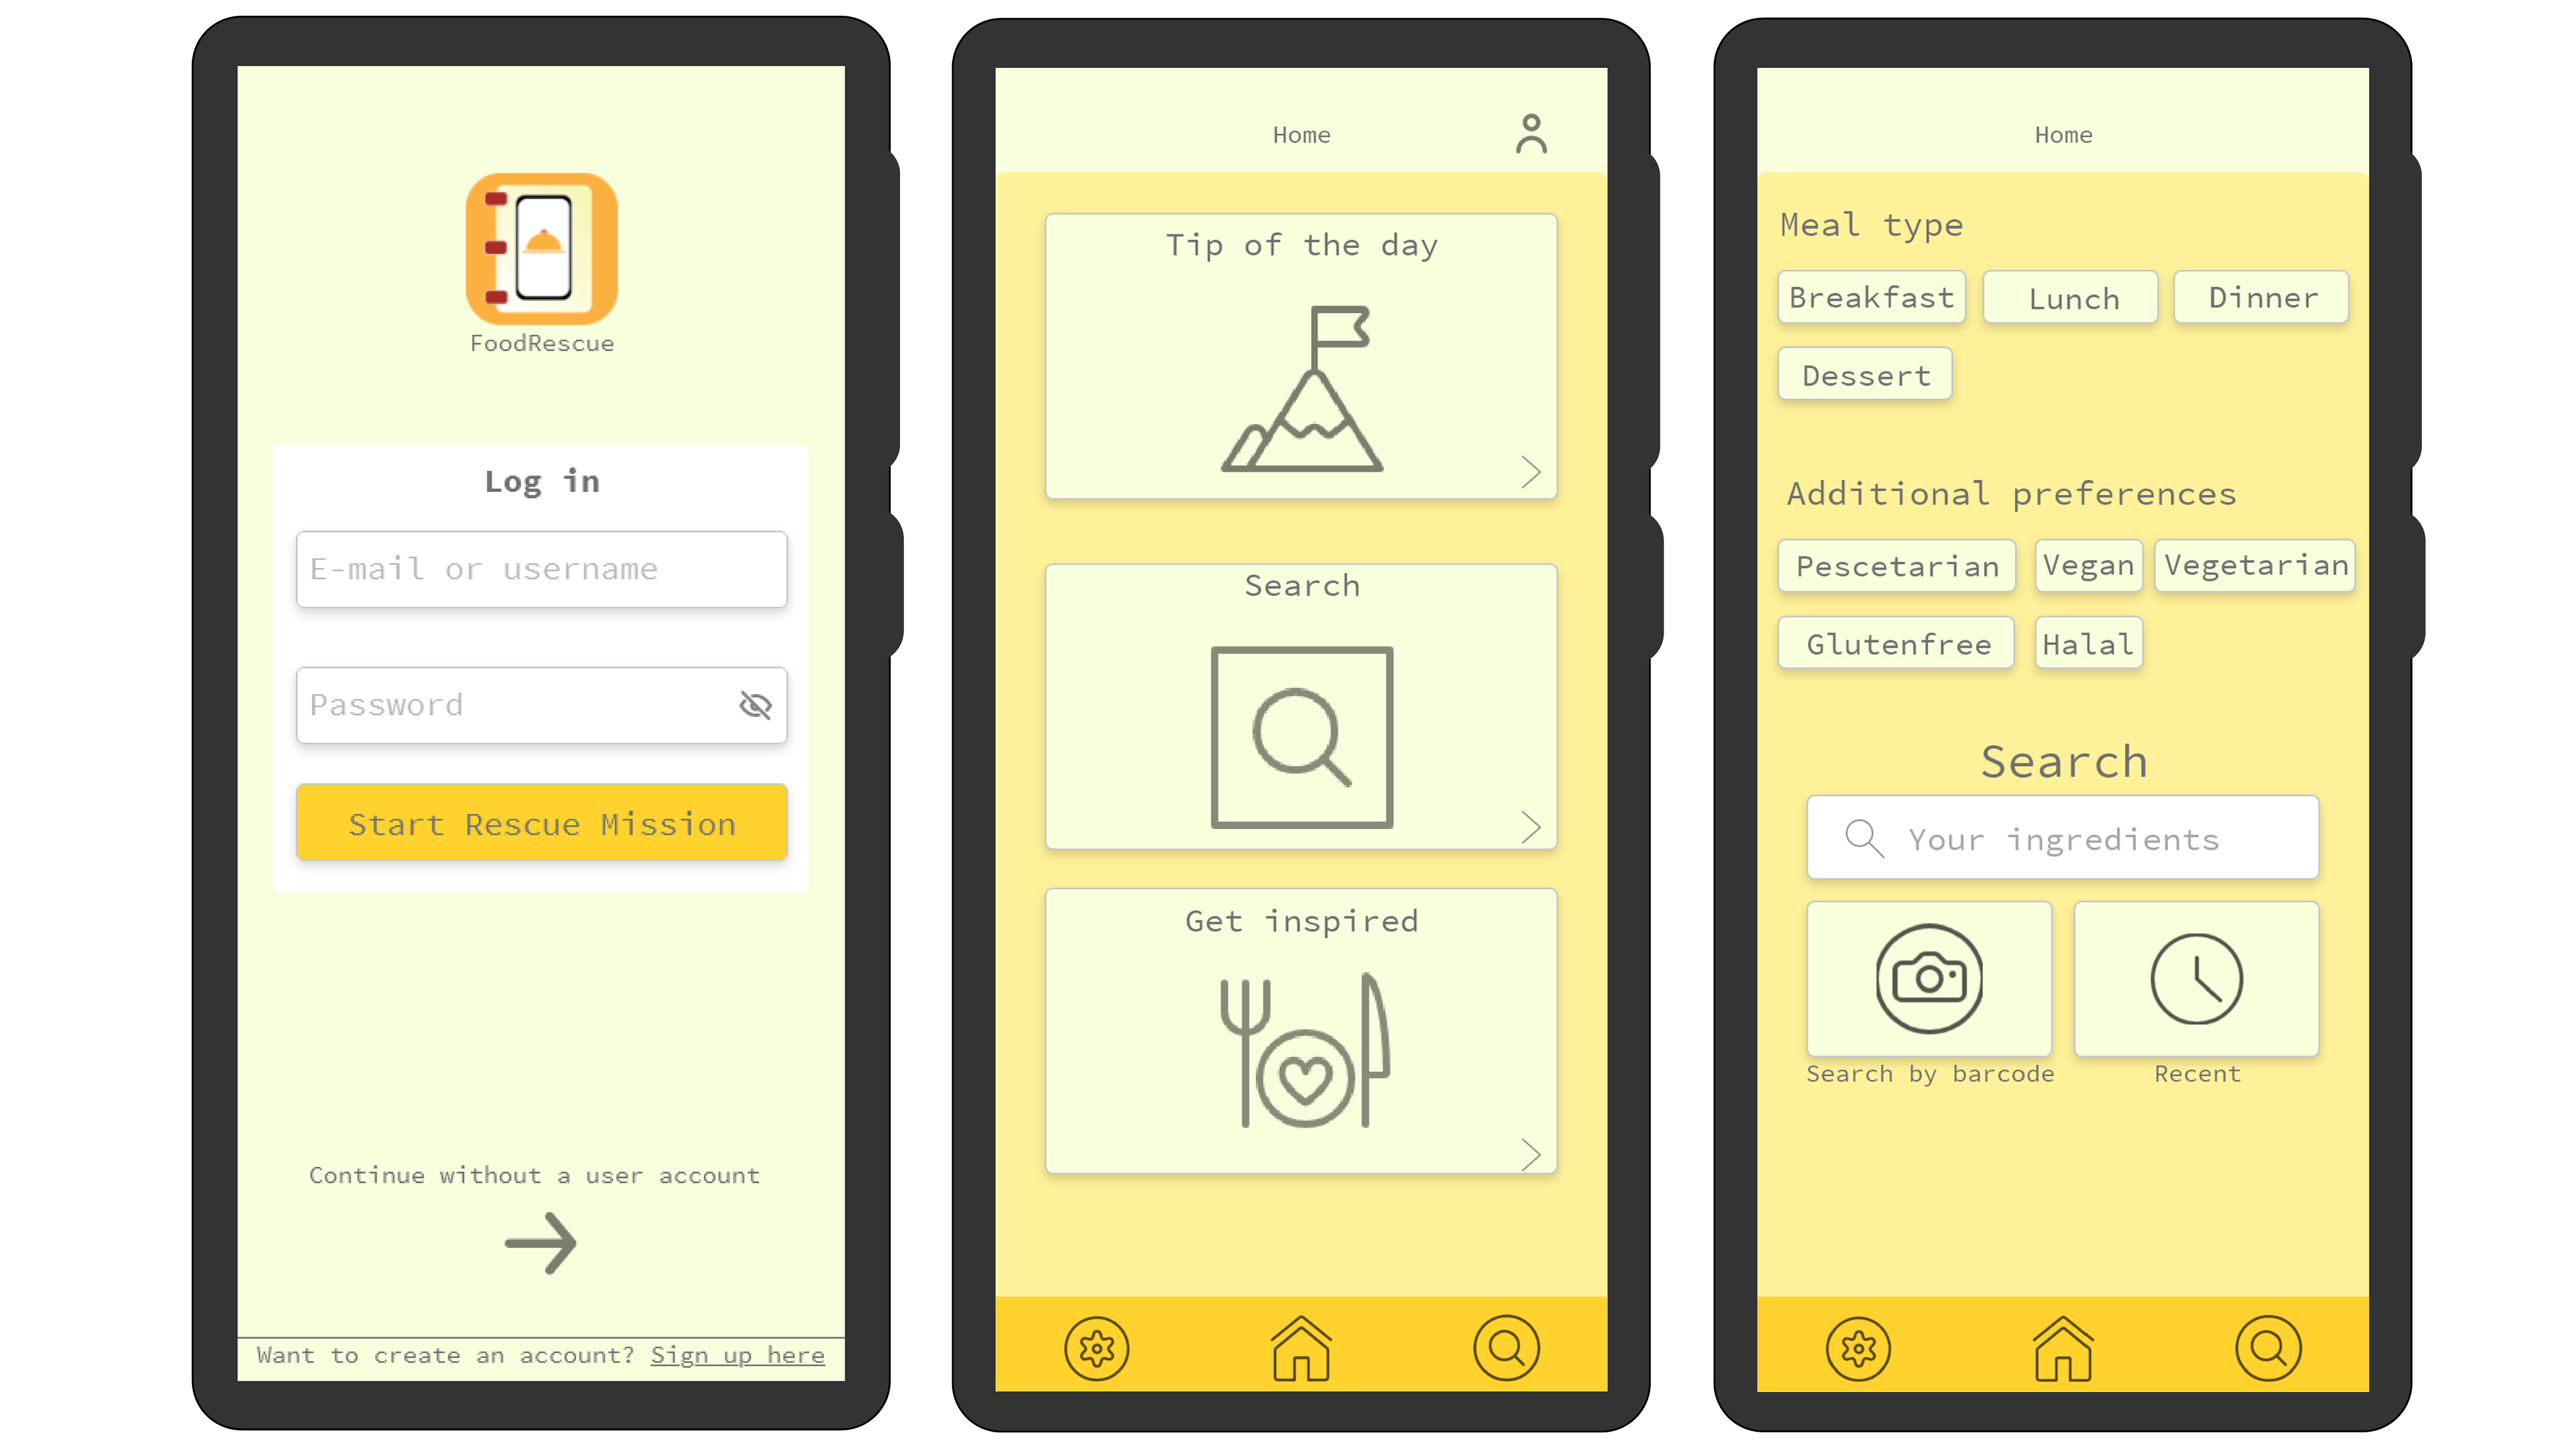 FoodRescue
Log in
E-mail or username
Password
Start Rescue Mission
Continue without a user account
Want to create an account? Sign up here
Home
Tip of the day
Search
Get inspired
Home
Meal type
Breakfast Lunch Dinner
Dessert
Additional preferences
Pescetarian Vegan Vegetarian
Glutenfree Halal
Search
Your ingredients
Search by barcode Recent